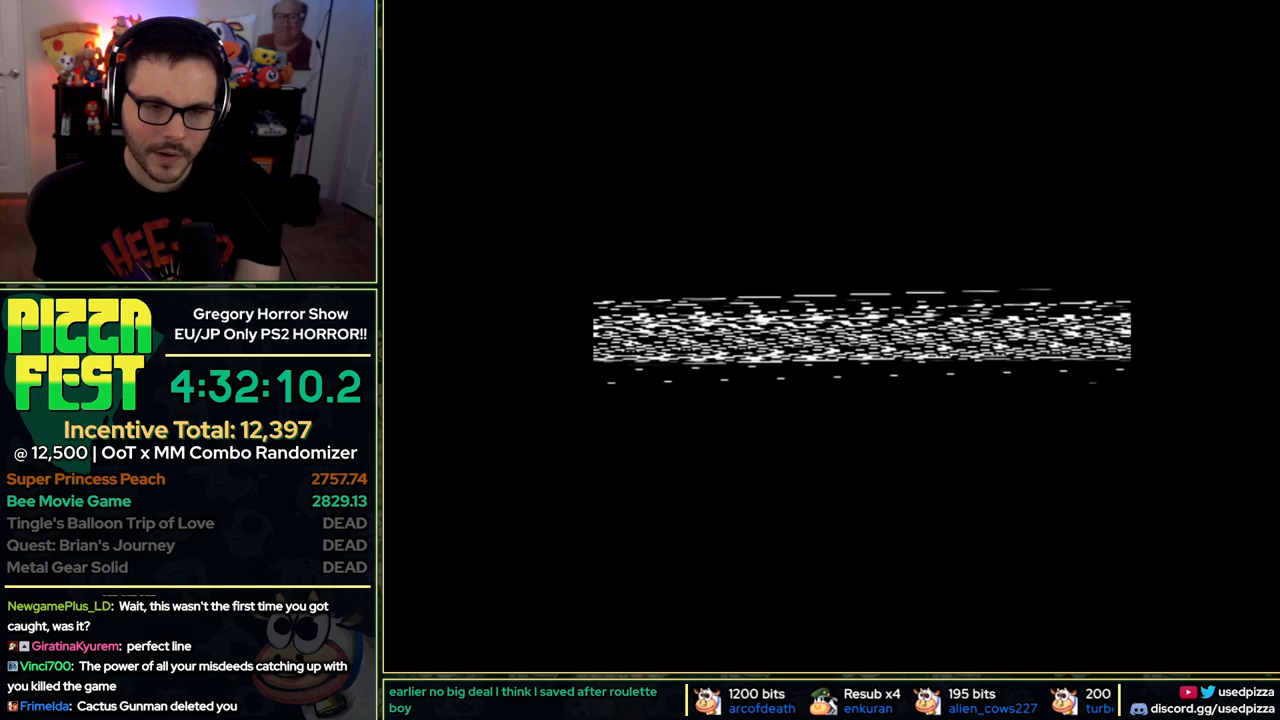 HEE-
PIZZA
FEST
Gregory Horror Show
EU/JP Only PS2 HORROR!!
4:32:10.2
Incentive Total: 12,397
@ 12,500 | OoT x MM Combo Randomizer
Super Princess Peach 2757.74
Bee Movie Game 2829.13
Tingle's Balloon Trip of Love DEAD
Quest: Brian's Journey DEAD
Metal Gear Solid DEAD
NewgamePlus_LD: Wait, this wasn't the first time you got
caught, was it?
GiratinaKyurem: perfect line
Vinci700: The power of all your misdeeds catching up with
you killed the game
Frimelda: Cactus Gunman deleted you
earlier no big deal I think I saved after roulette
boy
1200 bits
arcofdeath
Resub x4
enkuran
195 bits
alien_cows227
200
turb
usedpizza
discord.gg/usedpizza